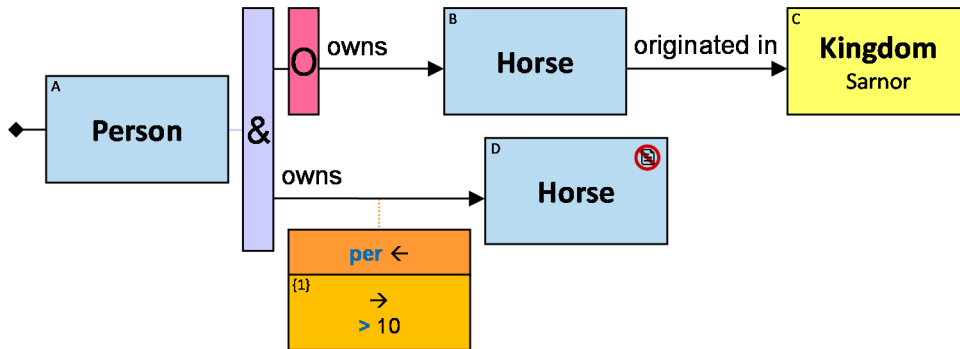 A
Person
&
O
owns
B
Horse
originated in
C
Kingdom
Sarnor
owns
D
Horse
per ←
{1}
→
> 10